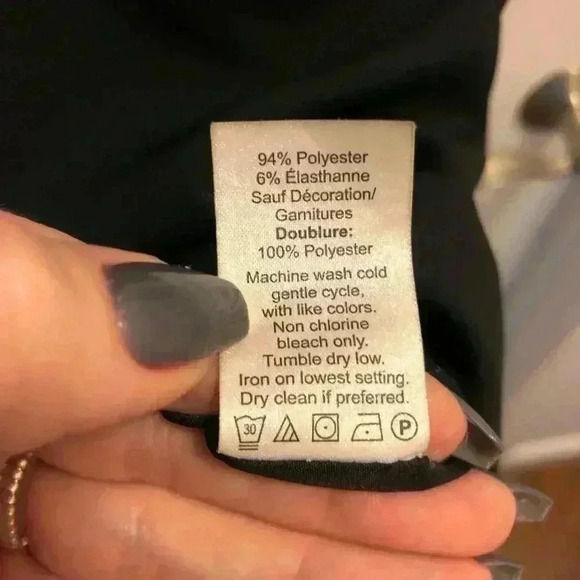 94% Polyester
6% Élasthanne
Sauf Décoration/
Garnitures
Doublure:
100% Polyester
Machine wash cold
gentle cycle,
with like colors.
Non chlorine
bleach only.
Tumble dry low.
Iron on lowest setting.
Dry clean if preferred.
30 P